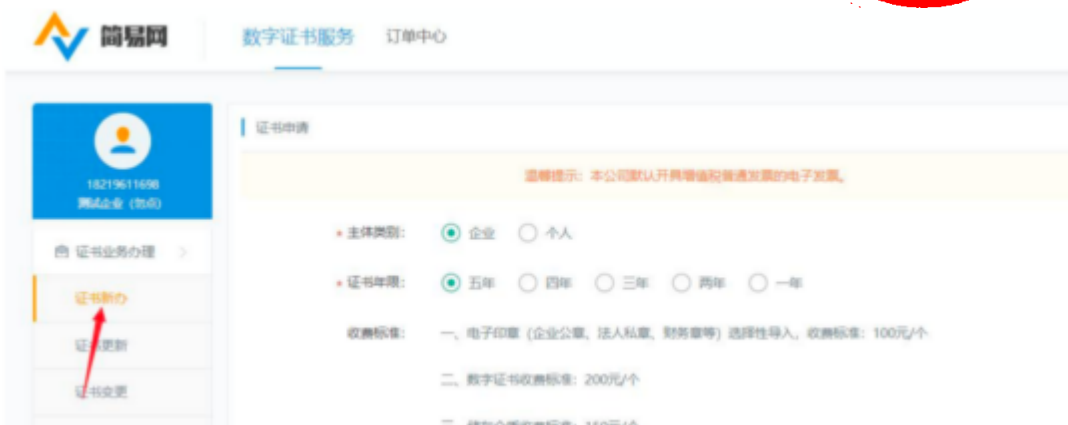 简易网
数字证书服务 订单中心
证书申请
18219611698
测试企业（勿点）
温馨提示：本公司默认开具增值税普通发票的电子发票。
* 主体类别： 企业 个人
证书业务办理 >
* 证书年限： 五年 四年 三年 两年 一年
证书新办
收费标准： 一、电子印章（企业公章、法人私章、财务章等）选择性导入，收费标准：100元/个
证书更新
二、数字证书收费标准：200元/个
证书变更